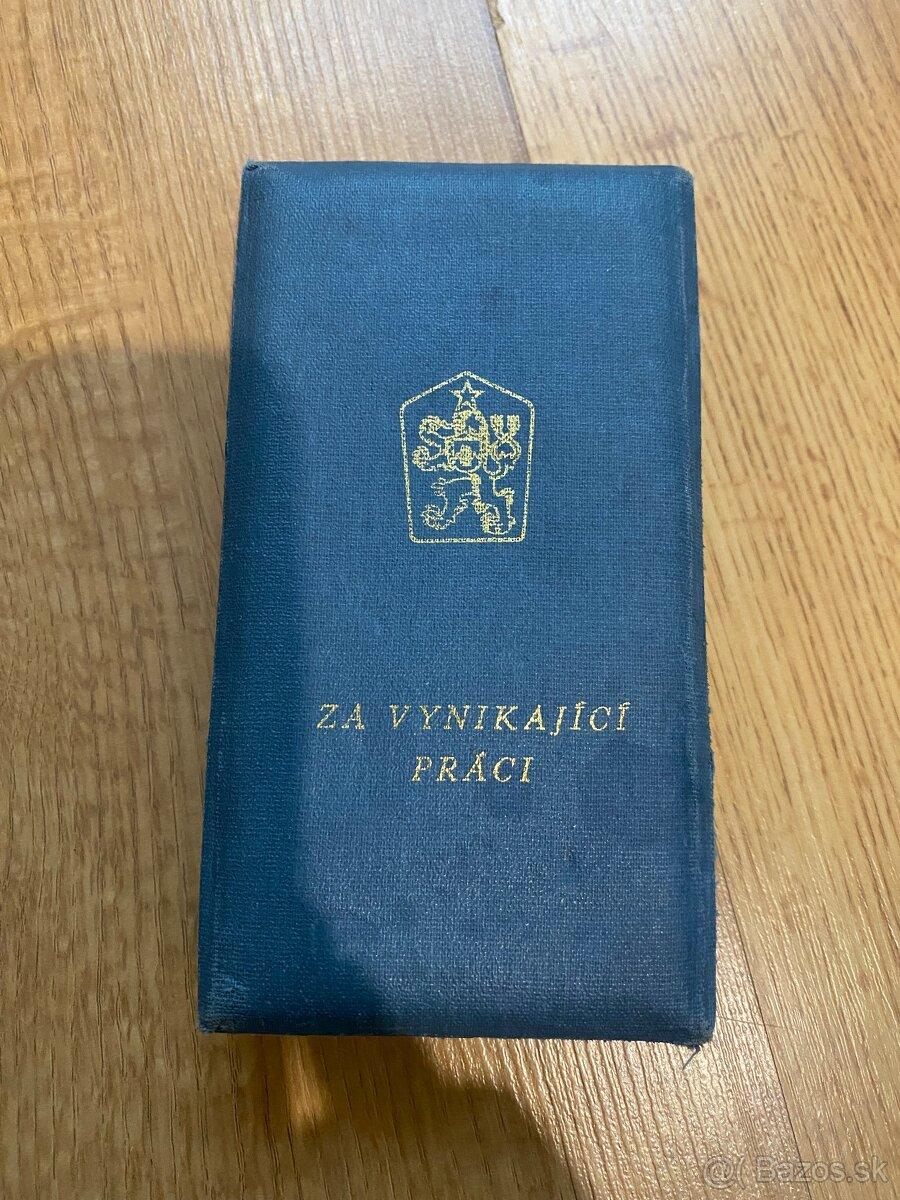 ZA VYNIKAJÍCÍ
PRÁCI
@( Bazos.sk